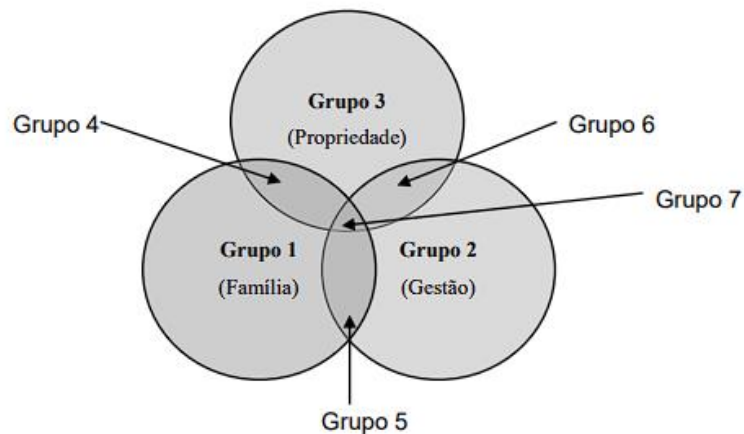 Grupo 3
(Propriedade)
Grupo 4
Grupo 6
Grupo 7
Grupo 1
(Família)
Grupo 2
(Gestão)
Grupo 5